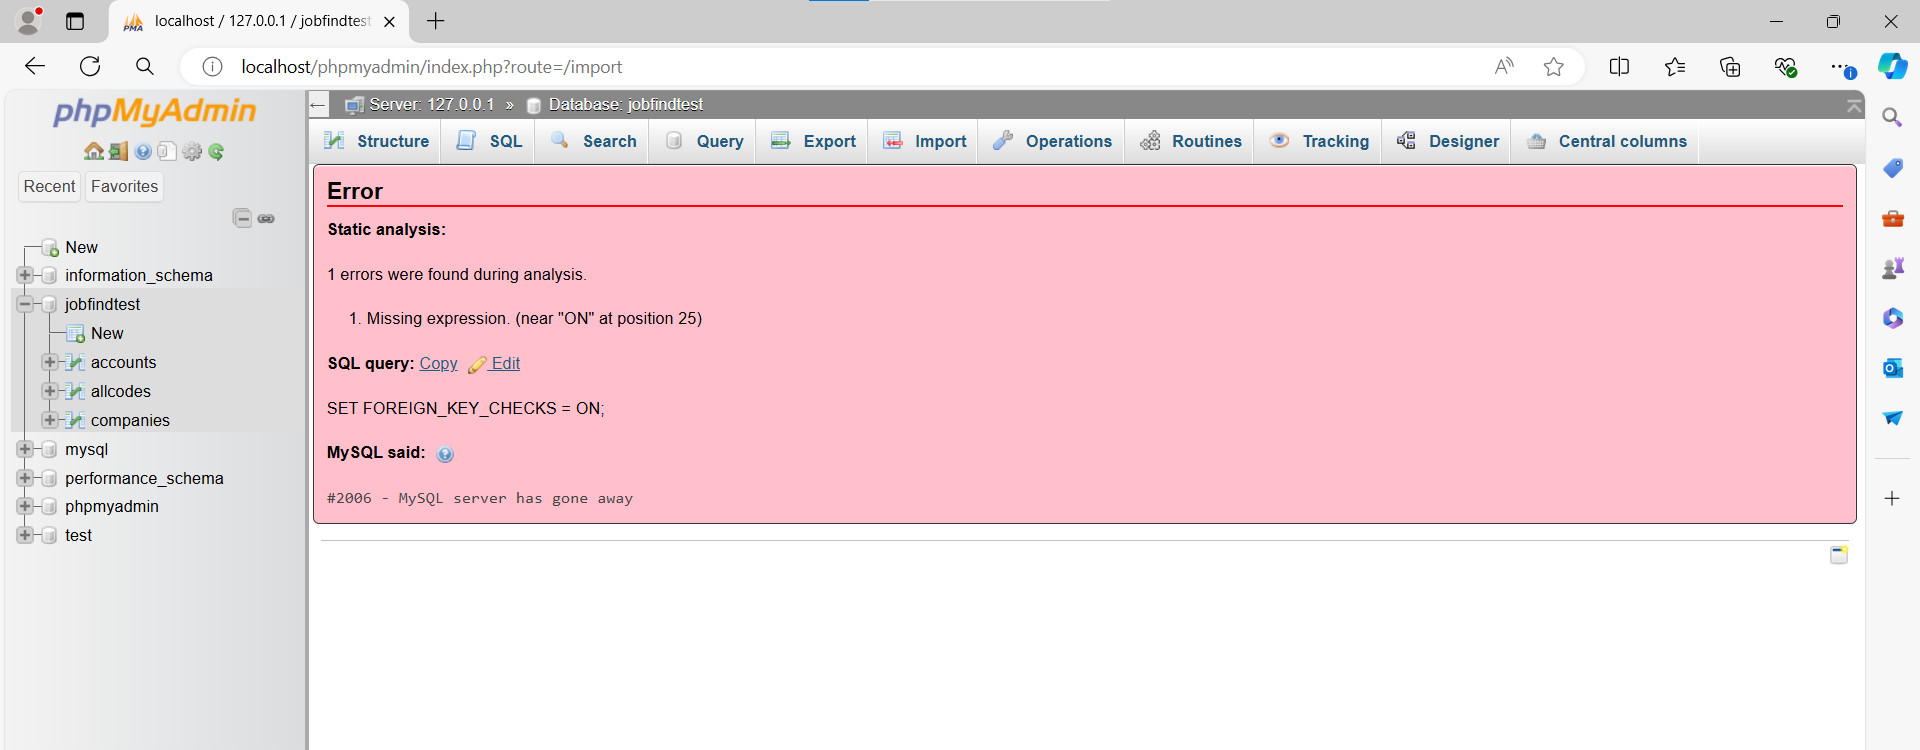 localhost / 127.0.0.1 / jobfindtest
localhost/phpmyadmin/index.php?route=/import
phpMyAdmin
Recent
Favorites
New
information_schema
jobfindtest
New
accounts
allcodes
companies
mysql
performance_schema
phpmyadmin
test
Server: 127.0.0.1 » Database: jobfindtest
Structure
SQL
Search
Query
Export
Import
Operations
Routines
Tracking
Designer
Central columns
Error
Static analysis:
1 errors were found during analysis.
1. Missing expression. (near "ON" at position 25)
SQL query: Copy Edit
SET FOREIGN_KEY_CHECKS = ON;
MySQL said:
#2006 - MySQL server has gone away